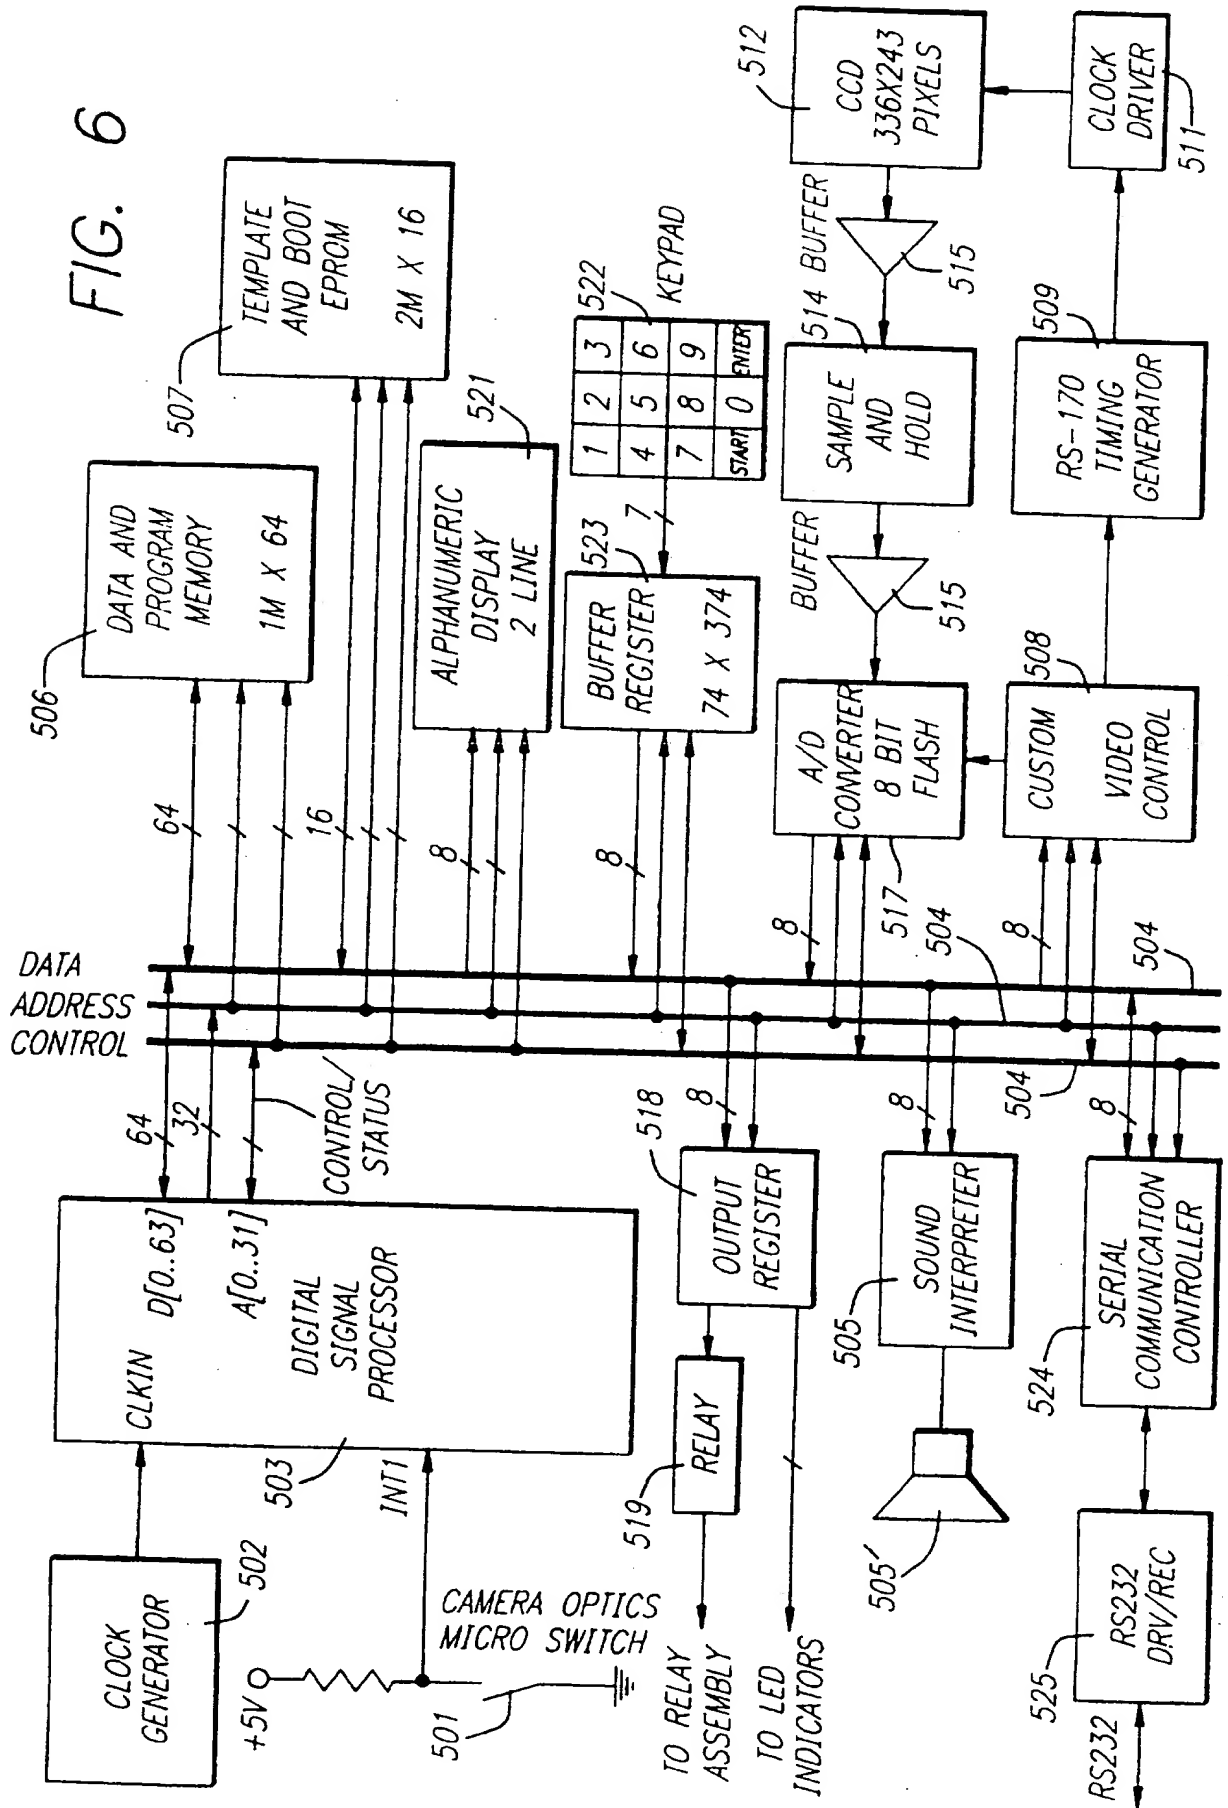 FIG. 6
CLOCK
GENERATOR
502
+5V
501
CAMERA OPTICS
MICRO SWITCH
INT1
CLKIN
D[0..63]
A[0..31]
DIGITAL
SIGNAL
PROCESSOR
503
64
32
CONTROL/
STATUS
DATA
ADDRESS
CONTROL
506
DATA AND
PROGRAM
MEMORY
1M X 64
64
507
TEMPLATE
AND BOOT
EPROM
2M X 16
16
521
ALPHANUMERIC
DISPLAY
2 LINE
8
523
BUFFER
REGISTER
74 X 374
8
7
522
KEYPAD
1 2 3
4 5 6
7 8 9
START 0 ENTER
518
OUTPUT
REGISTER
8
519
RELAY
TO RELAY
ASSEMBLY
TO LED
INDICATORS
505
SOUND
INTERPRETER
8
505'
524
SERIAL
COMMUNICATION
CONTROLLER
8
525
RS232
DRV/REC
RS232
504
504
504
A/D
CONVERTER
8 BIT
FLASH
8
517
BUFFER
515
SAMPLE
AND
HOLD
514
BUFFER
515
CCD
336X243
PIXELS
512
CUSTOM
VIDEO
CONTROL
8
508
RS-170
TIMING
GENERATOR
509
CLOCK
DRIVER
511